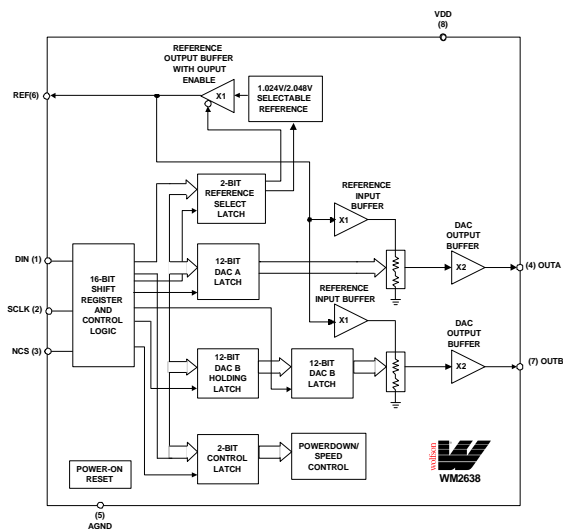 VDD
(8)
REFERENCE
OUTPUT BUFFER
WITH OUPUT
ENABLE
X1
1.024V/2.048V
SELECTABLE
REFERENCE
REF(6)
2-BIT
REFERENCE
SELECT
LATCH
REFERENCE
INPUT
BUFFER
X1
DAC
OUTPUT
BUFFER
X2
(4) OUTA
DIN (1)
SCLK (2)
NCS (3)
16-BIT
SHIFT
REGISTER
AND
CONTROL
LOGIC
12-BIT
DAC A
LATCH
REFERENCE
INPUT BUFFER
X1
DAC
OUTPUT
BUFFER
X2
(7) OUTB
12-BIT
DAC B
HOLDING
LATCH
12-BIT
DAC B
LATCH
2-BIT
CONTROL
LATCH
POWERDOWN/
SPEED
CONTROL
POWER-ON
RESET
wolfson
WM2638
(5)
AGND